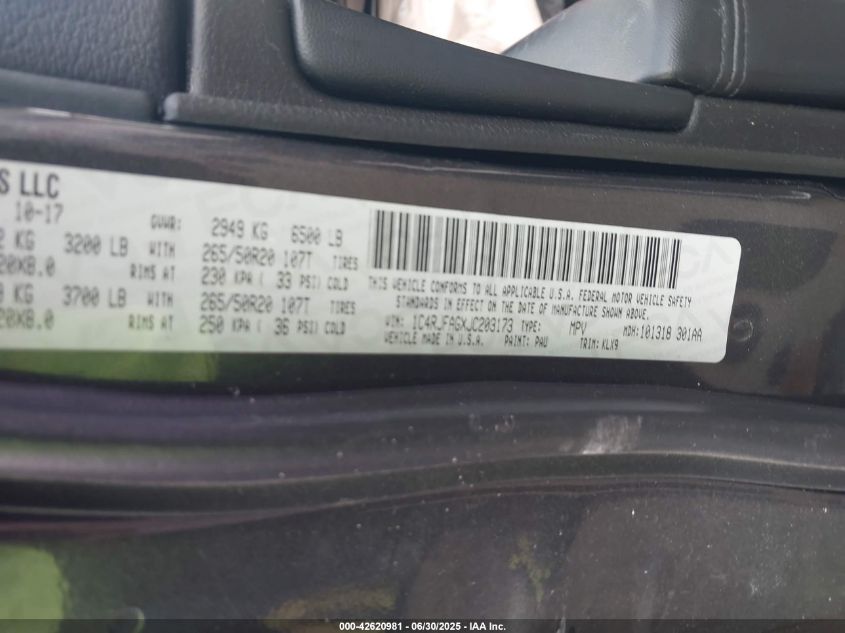 S LLC
10-17 GVWR: 2949 KG 6500 LB
KG 3200 LB WITH 265/50R20 107T TIRES
20X8.0 RIMS AT 230 KPA ( 33 PSI) COLD
KG 3700 LB WITH 265/50R20 107T TIRES
20X8.0 RIMS AT 250 KPA ( 36 PSI) COLD
THIS VEHICLE CONFORMS TO ALL APPLICABLE U.S.A. FEDERAL MOTOR VEHICLE SAFETY
STANDARDS IN EFFECT ON THE DATE OF MANUFACTURE SHOWN ABOVE.
VIN: 1C4RJFAGXJC203173 TYPE: MPV MDH:101318 301AA
VEHICLE MADE IN U.S.A. PAINT: PAU TRIM:KLX9
000-42620981 - 06/30/2025 - IAA Inc.